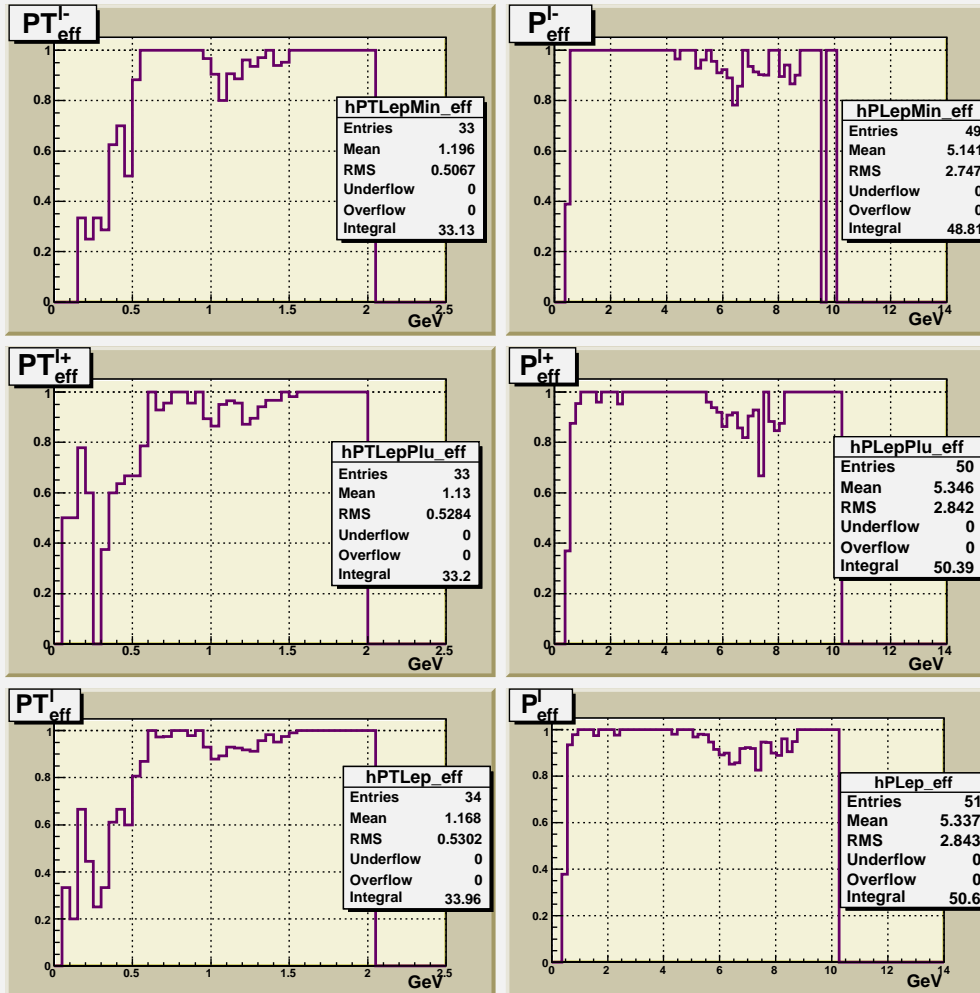 PT^{l-}_{eff}
1
0.8
0.6
0.4
0.2
0
0 0.5 1 1.5 2 2.5
GeV
hPTLepMin_eff
Entries 33
Mean 1.196
RMS 0.5067
Underflow 0
Overflow 0
Integral 33.13
P^{l-}_{eff}
1
0.8
0.6
0.4
0.2
0
0 2 4 6 8 10 12 14
GeV
hPLepMin_eff
Entries 49
Mean 5.141
RMS 2.747
Underflow 0
Overflow 0
Integral 48.81
PT^{l+}_{eff}
1
0.8
0.6
0.4
0.2
0
0 0.5 1 1.5 2 2.5
GeV
hPTLepPlu_eff
Entries 33
Mean 1.13
RMS 0.5284
Underflow 0
Overflow 0
Integral 33.2
P^{l+}_{eff}
1
0.8
0.6
0.4
0.2
0
0 2 4 6 8 10 12 14
GeV
hPLepPlu_eff
Entries 50
Mean 5.346
RMS 2.842
Underflow 0
Overflow 0
Integral 50.39
PT^{l}_{eff}
1
0.8
0.6
0.4
0.2
0
0 0.5 1 1.5 2 2.5
GeV
hPTLep_eff
Entries 34
Mean 1.168
RMS 0.5302
Underflow 0
Overflow 0
Integral 33.96
P^{l}_{eff}
1
0.8
0.6
0.4
0.2
0
0 2 4 6 8 10 12 14
GeV
hPLep_eff
Entries 51
Mean 5.337
RMS 2.843
Underflow 0
Overflow 0
Integral 50.6